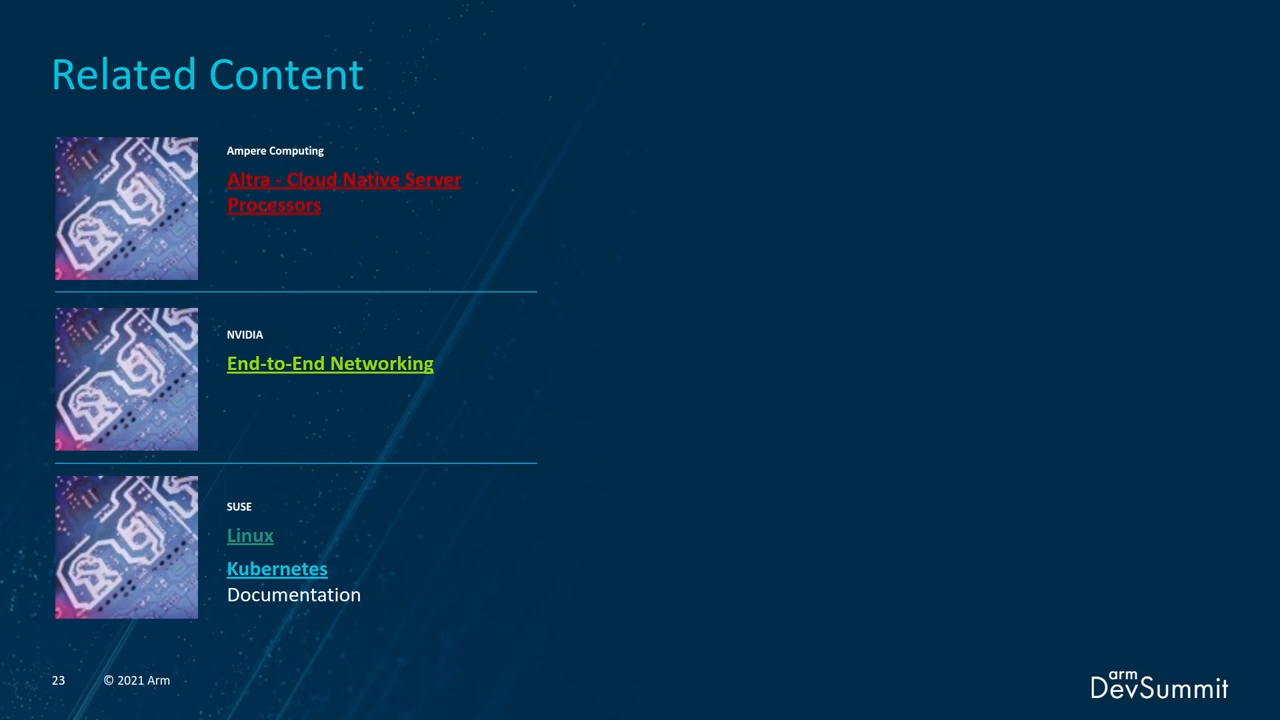 Related Content
Ampere Computing
Altra - Cloud Native Server
Processors
NVIDIA
End-to-End Networking
SUSE
Linux
Kubernetes
Documentation
23 © 2021 Arm
arm
DevSummit